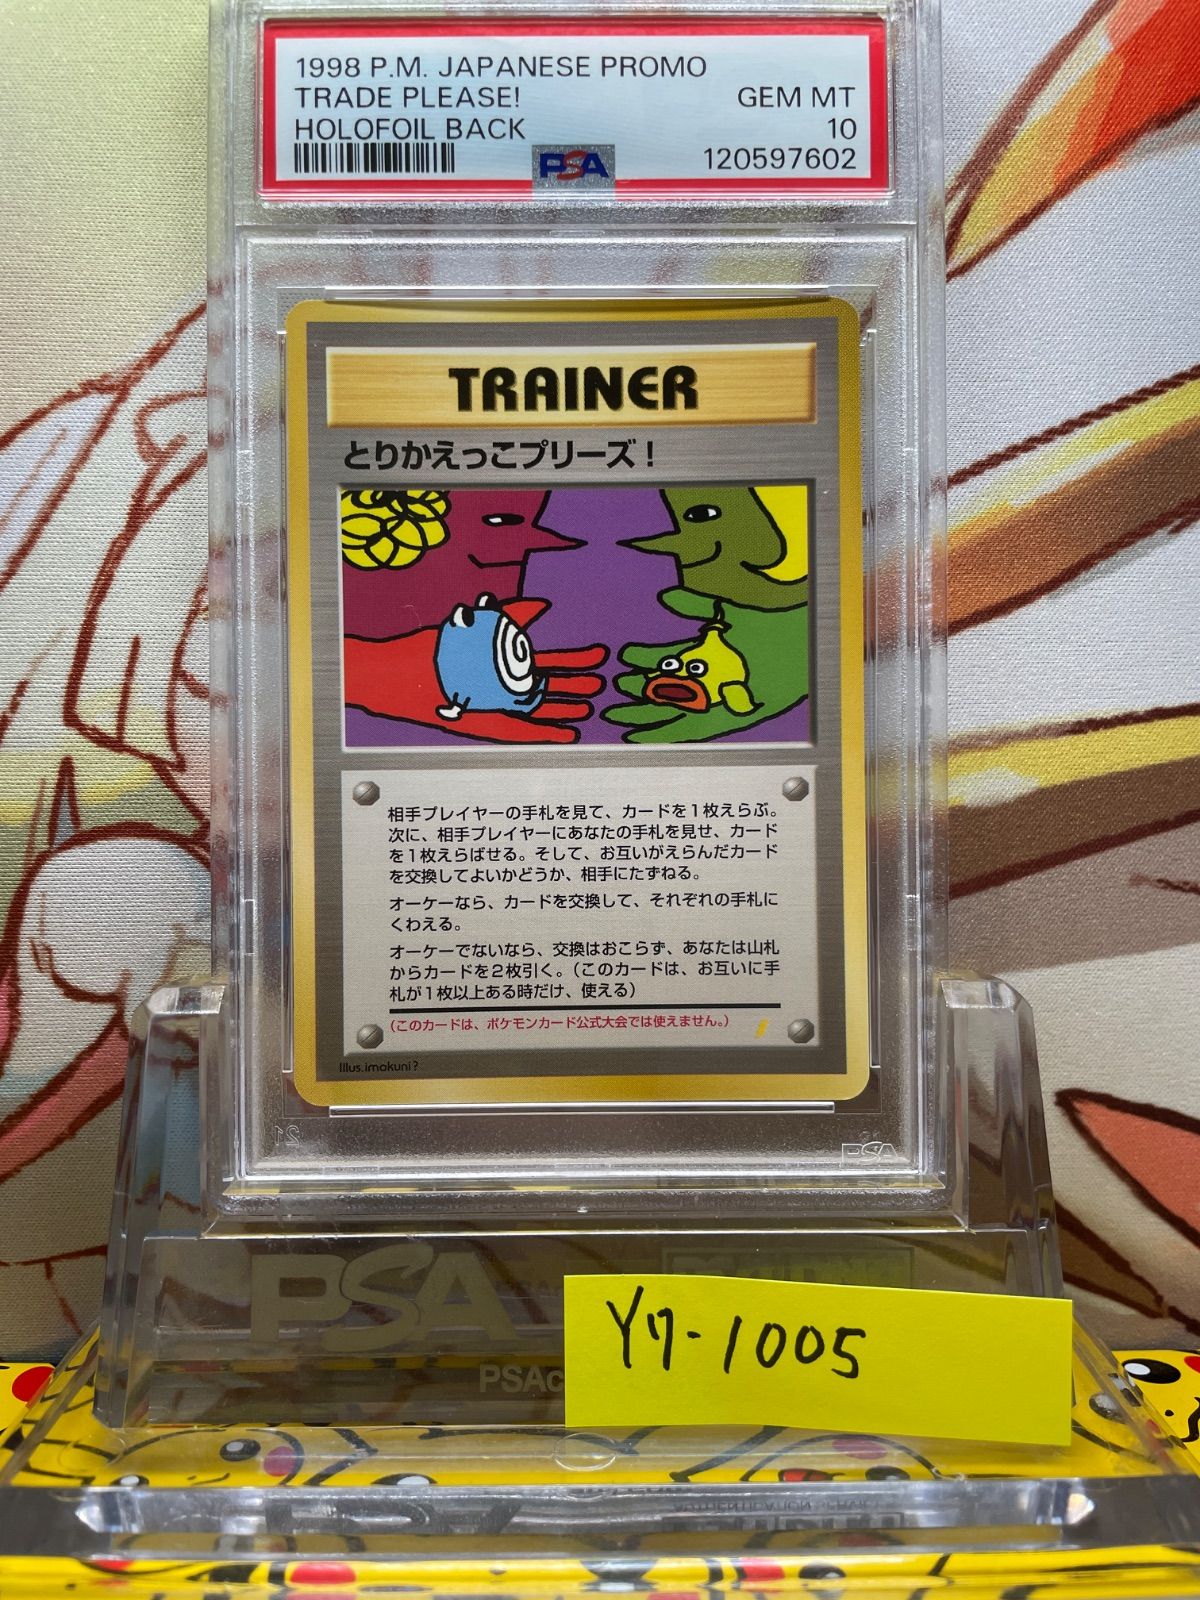 1998 P.M. JAPANESE PROMO
TRADE PLEASE! GEM MT
HOLOFOIL BACK 10
PSA 120597602
TRAINER
とりかえっこプリーズ！
相手プレイヤーの手札を見て、カードを1枚えらぶ。
次に、相手プレイヤーにあなたの手札を見せ、カード
を1枚えらばせる。そして、お互いがえらんだカード
を交換してよいかどうか、相手にたずねる。
オーケーなら、カードを交換して、それぞれの手札に
くわえる。
オーケーでないなら、交換はおこらず、あなたは山札
からカードを2枚引く。（このカードは、お互いに手
札が1枚以上ある時だけ、使える）
（このカードは、ポケモンカード公式大会では使えません。）
Illus. imakuni?
PSA
PSA
PSAc
Y7-1005